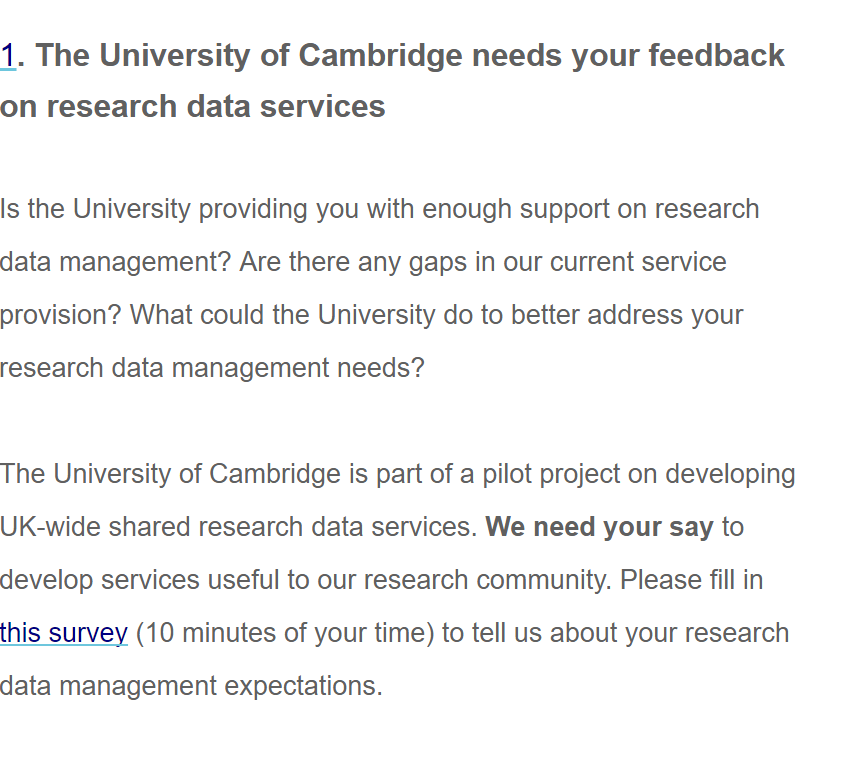 1. The University of Cambridge needs your feedback
on research data services
Is the University providing you with enough support on research
data management? Are there any gaps in our current service
provision? What could the University do to better address your
research data management needs?
The University of Cambridge is part of a pilot project on developing
UK-wide shared research data services. We need your say to
develop services useful to our research community. Please fill in
this survey (10 minutes of your time) to tell us about your research
data management expectations.